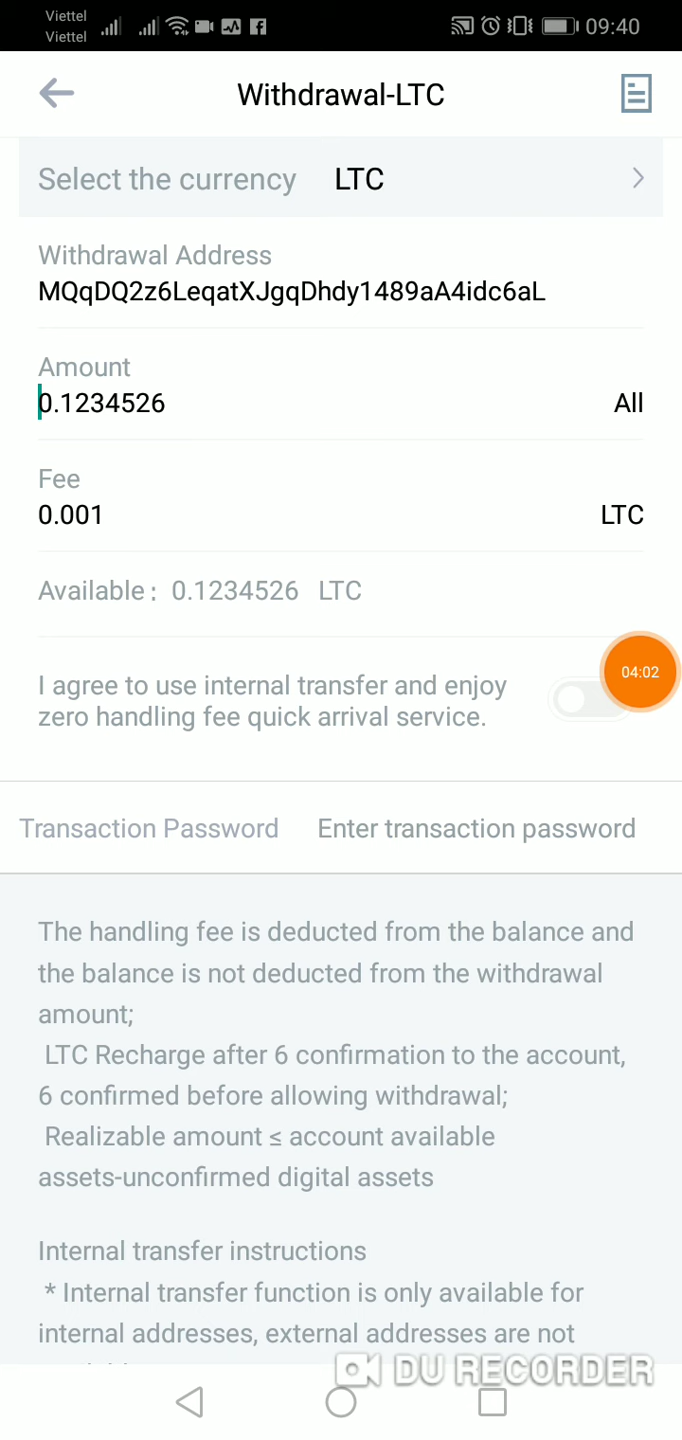 Viettel
Viettel
09:40
Withdrawal-LTC
Select the currency LTC
Withdrawal Address
MQqDQ2z6LeqatXJgqDhdy1489aA4idc6aL
Amount
0.1234526 All
Fee
0.001 LTC
Available : 0.1234526 LTC
04:02
I agree to use internal transfer and enjoy
zero handling fee quick arrival service.
Transaction Password Enter transaction password
The handling fee is deducted from the balance and
the balance is not deducted from the withdrawal
amount;
LTC Recharge after 6 confirmation to the account,
6 confirmed before allowing withdrawal;
Realizable amount ≤ account available
assets-unconfirmed digital assets
Internal transfer instructions
* Internal transfer function is only available for
internal addresses, external addresses are not
DU RECORDER